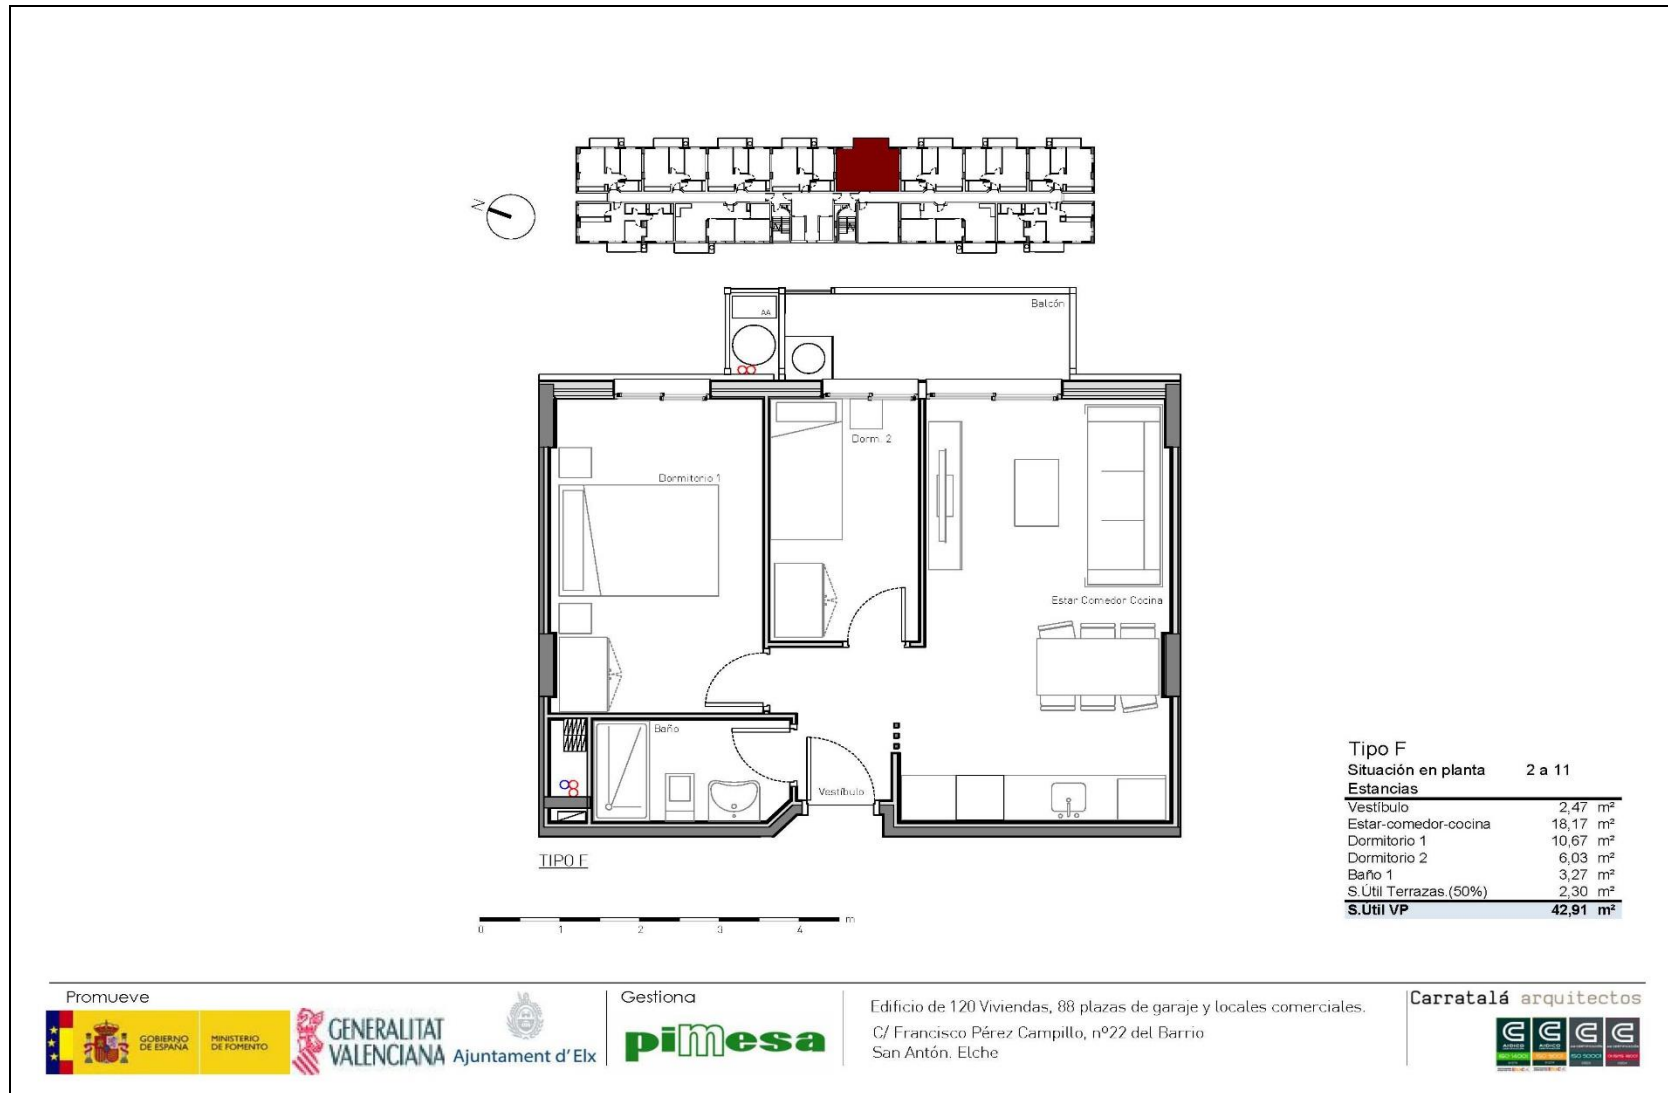 N
Balcón
AA
Dorm. 2
Dormitorio 1
Estar Comedor Cocina
Baño
Vestíbulo
TIPO F
0 1 2 3 4 m
Tipo F
Situación en planta 2 a 11
Estancias
Vestíbulo 2,47 m²
Estar-comedor-cocina 18,17 m²
Dormitorio 1 10,67 m²
Dormitorio 2 6,03 m²
Baño 1 3,27 m²
S.Útil Terrazas.(50%) 2,30 m²
S.Útil VP 42,91 m²
Promueve
GOBIERNO DE ESPAÑA
MINISTERIO DE FOMENTO
GENERALITAT
VALENCIANA
Ajuntament d'Elx
Gestiona
pimesa
Edificio de 120 Viviendas, 88 plazas de garaje y locales comerciales.
C/ Francisco Pérez Campillo, nº22 del Barrio
San Antón. Elche
Carratalá arquitectos